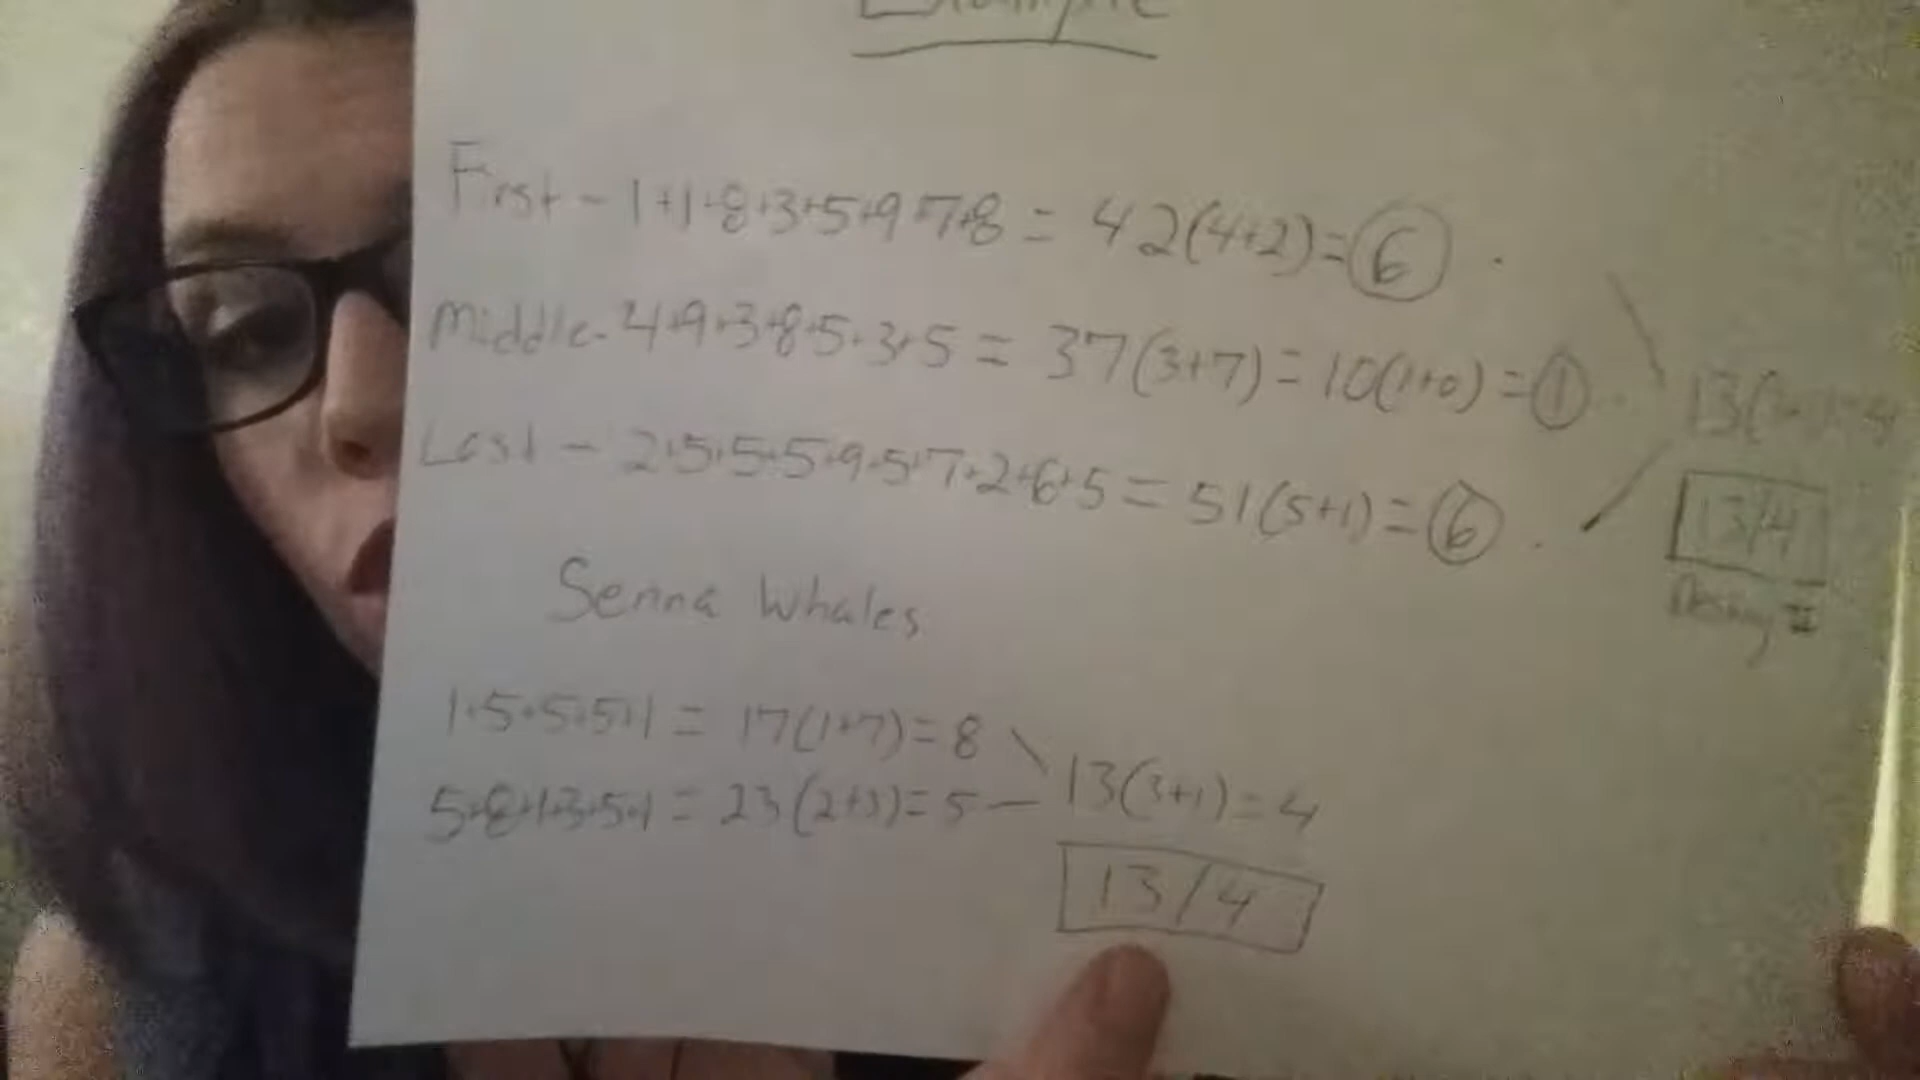 Example
First - 1+1+8+3+5+9+7+8 = 42(4+2)=6
Middle - 4+9+3+8+5+3+5 = 37(3+7)=10(1+0)=1
Last - 2+5+5+5+9+5+7+2+6+5 = 51(5+1)=6
13
13/4
Destiny II
Senna Whales
1+5+5+5+1 = 17(1+7)=8
5+8+1+3+5+1 = 23(2+3)=5
13(3+1)=4
13/4